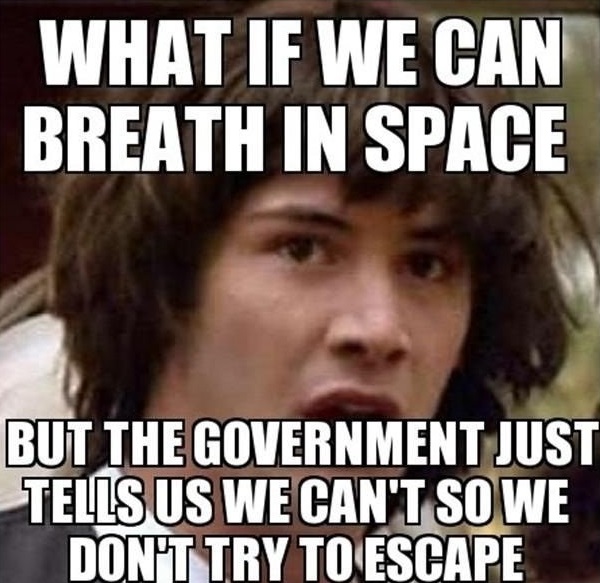 WHAT IF WE CAN
BREATH IN SPACE
BUT THE GOVERNMENT JUST
TELLS US WE CAN'T SO WE
DON'T TRY TO ESCAPE